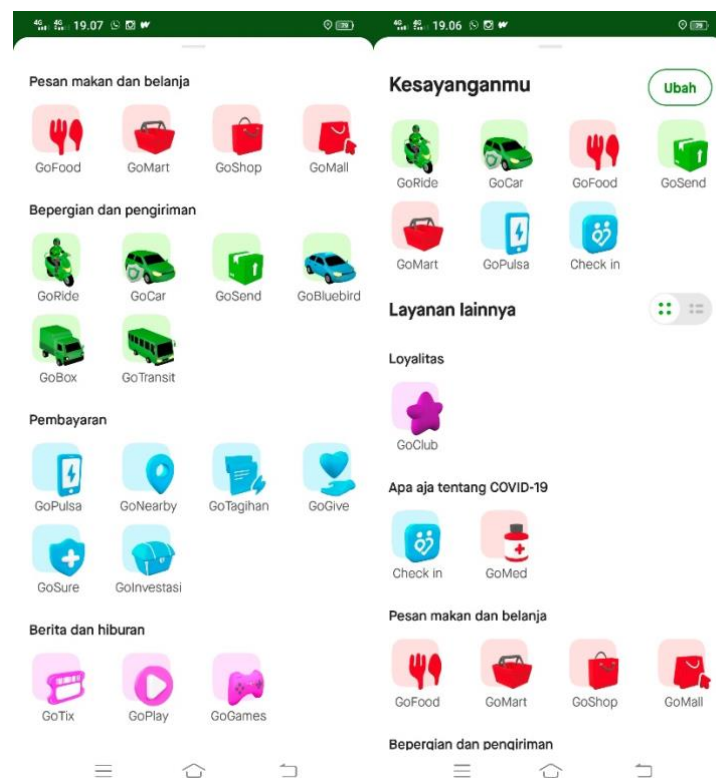 19.07
Pesan makan dan belanja
GoFood GoMart GoShop GoMall
Bepergian dan pengiriman
GoRide GoCar GoSend GoBluebird
GoBox GoTransit
Pembayaran
GoPulsa GoNearby GoTagihan GoGive
GoSure GoInvestasi
Berita dan hiburan
GoTix GoPlay GoGames
19.06
Kesayanganmu Ubah
GoRide GoCar GoFood GoSend
GoMart GoPulsa Check in
Layanan lainnya
Loyalitas
GoClub
Apa aja tentang COVID-19
Check in GoMed
Pesan makan dan belanja
GoFood GoMart GoShop GoMall
Bepergian dan pengiriman